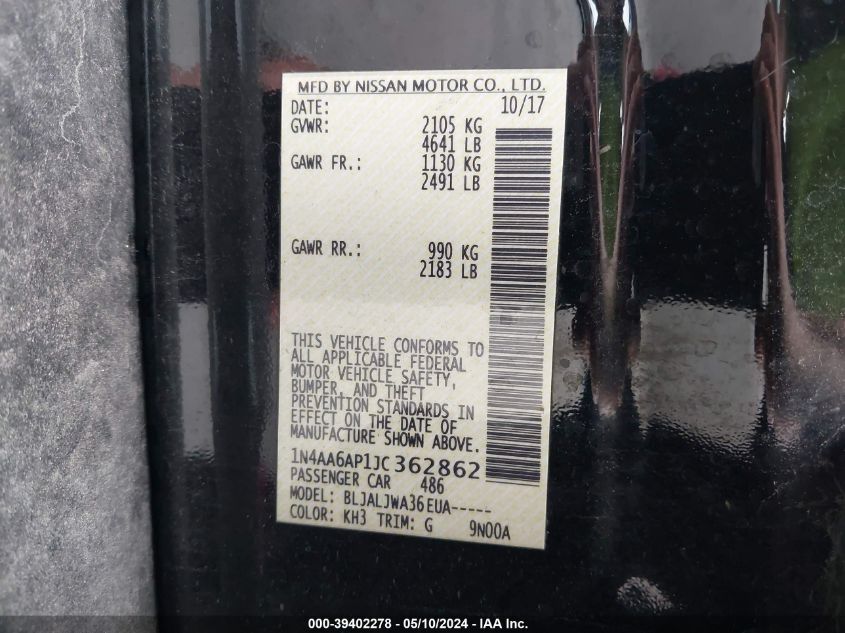 MFD BY NISSAN MOTOR CO., LTD.
DATE: 10/17
GVWR: 2105 KG
4641 LB
GAWR FR.: 1130 KG
2491 LB
GAWR RR.: 990 KG
2183 LB
THIS VEHICLE CONFORMS TO
ALL APPLICABLE FEDERAL
MOTOR VEHICLE SAFETY,
BUMPER, AND THEFT
PREVENTION STANDARDS IN
EFFECT ON THE DATE OF
MANUFACTURE SHOWN ABOVE.
1N4AA6AP1JC362862
PASSENGER CAR 486
MODEL: BLJALJWA36EUA-----
COLOR: KH3 TRIM: G 9N00A
000-39402278 - 05/10/2024 - IAA Inc.